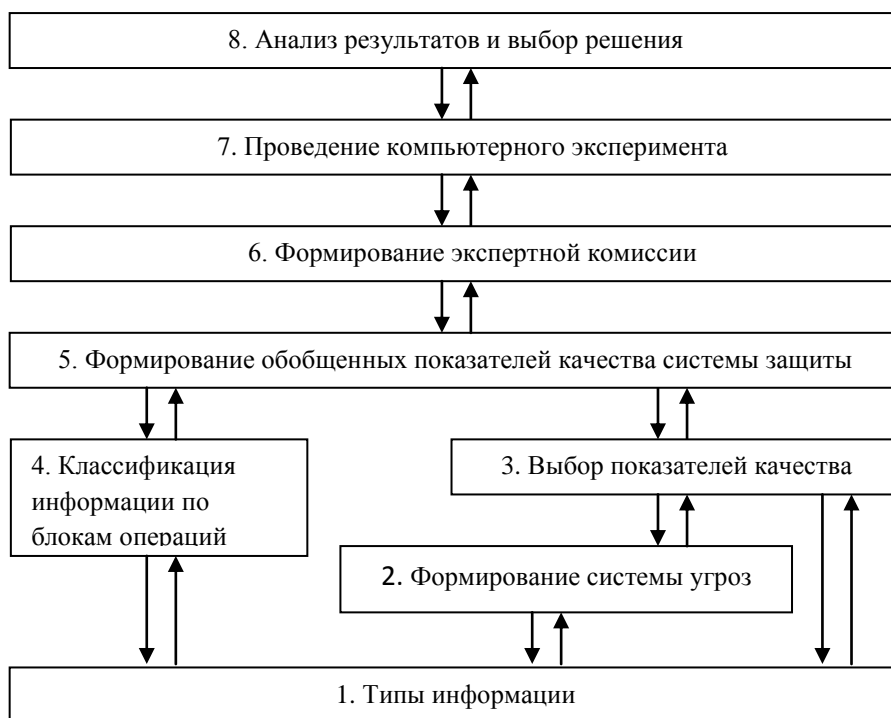 8. Анализ результатов и выбор решения
7. Проведение компьютерного эксперимента
6. Формирование экспертной комиссии
5. Формирование обобщенных показателей качества системы защиты
4. Классификация
информации по
блокам операций
3. Выбор показателей качества
2. Формирование системы угроз
1. Типы информации